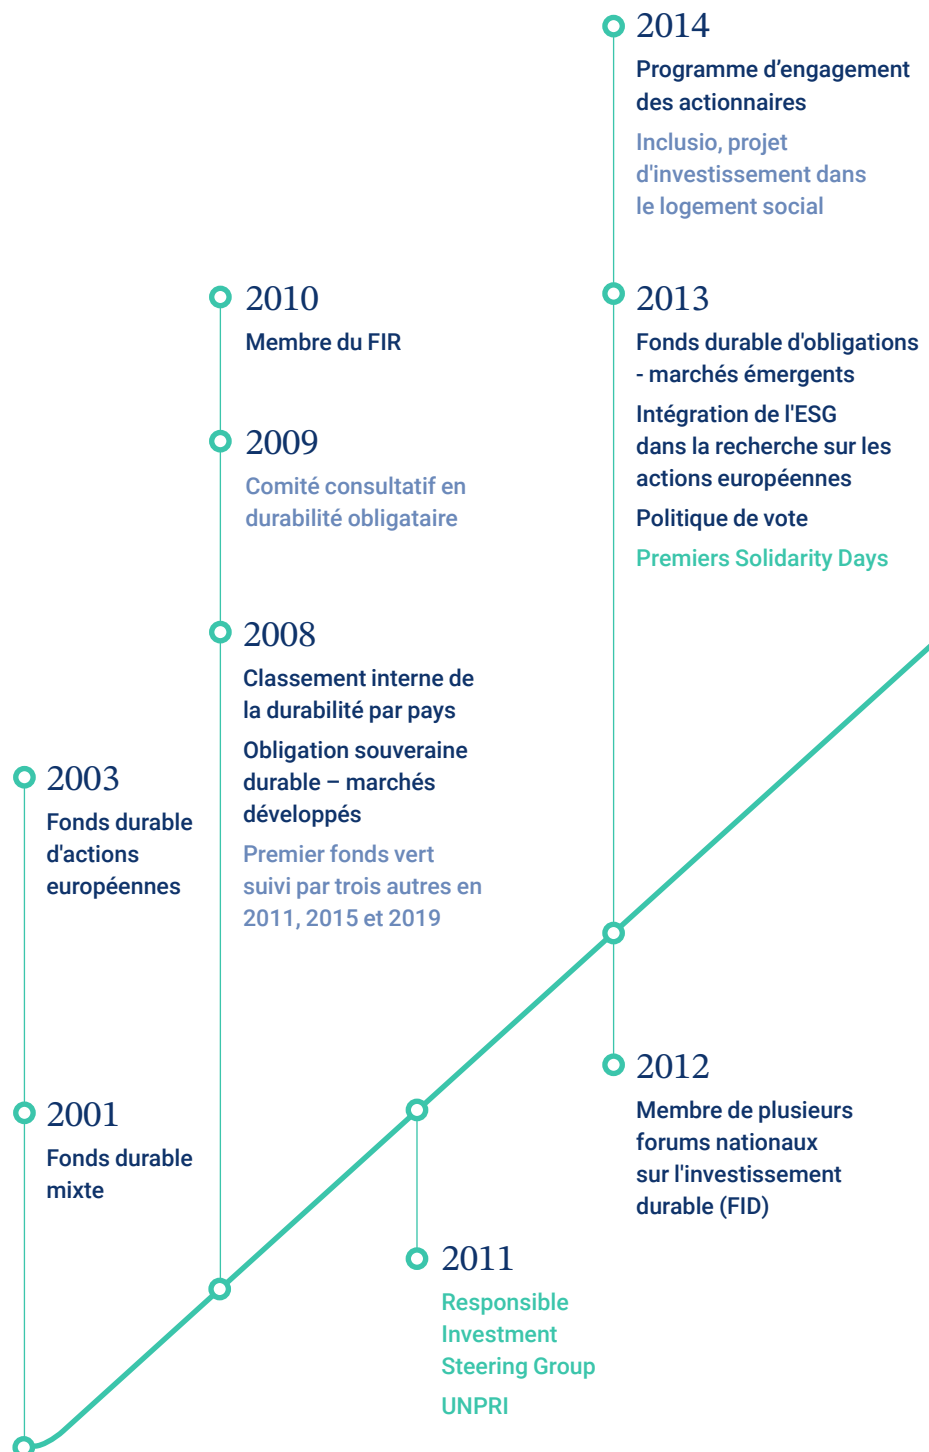 2014
Programme d’engagement
des actionnaires
Inclusio, projet
d'investissement dans
le logement social
2010
Membre du FIR
2013
Fonds durable d'obligations
- marchés émergents
Intégration de l'ESG
dans la recherche sur les
actions européennes
Politique de vote
Premiers Solidarity Days
2009
Comité consultatif en
durabilité obligataire
2008
Classement interne de
la durabilité par pays
Obligation souveraine
durable – marchés
développés
Premier fonds vert
suivi par trois autres en
2011, 2015 et 2019
2003
Fonds durable
d'actions
européennes
2001
Fonds durable
mixte
2012
Membre de plusieurs
forums nationaux
sur l'investissement
durable (FID)
2011
Responsible
Investment
Steering Group
UNPRI